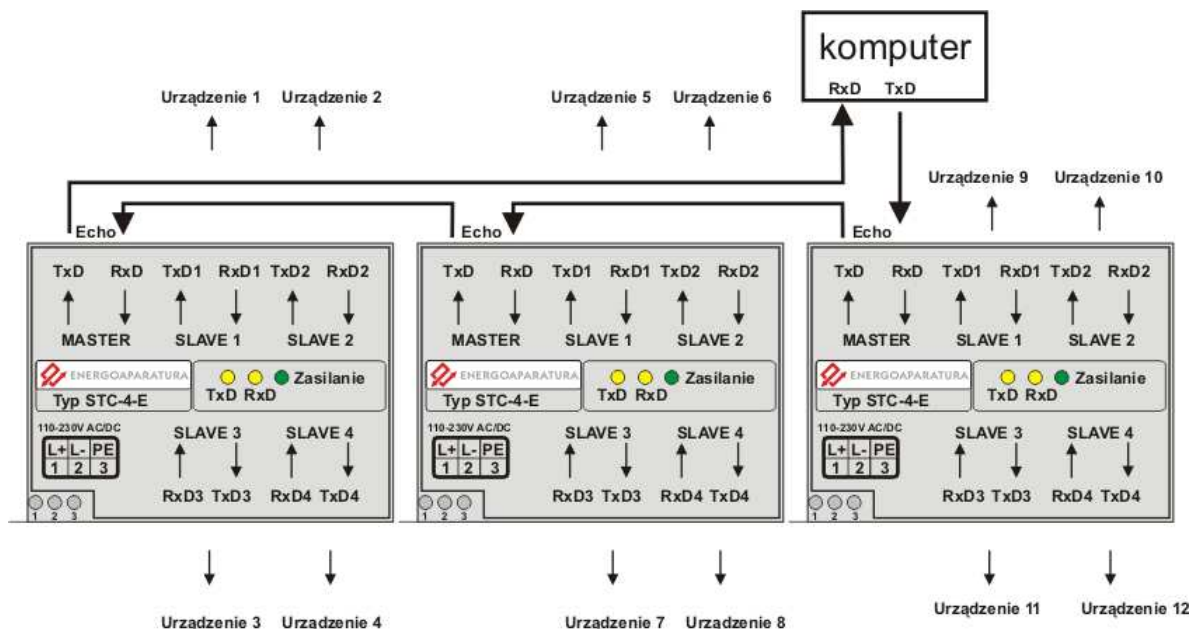 komputer
RxD TxD
Urządzenie 1 Urządzenie 2 Urządzenie 5 Urządzenie 6
Urządzenie 9 Urządzenie 10
Echo Echo Echo
TxD RxD TxD1 RxD1 TxD2 RxD2
MASTER SLAVE 1 SLAVE 2
ENERGOAPARATURA
Typ STC-4-E
Zasilanie
TxD RxD
110-230V AC/DC
L+ L- PE
1 2 3
SLAVE 3 SLAVE 4
RxD3 TxD3 RxD4 TxD4
1 2 3
TxD RxD TxD1 RxD1 TxD2 RxD2
MASTER SLAVE 1 SLAVE 2
ENERGOAPARATURA
Typ STC-4-E
Zasilanie
TxD RxD
110-230V AC/DC
L+ L- PE
1 2 3
SLAVE 3 SLAVE 4
RxD3 TxD3 RxD4 TxD4
1 2 3
TxD RxD TxD1 RxD1 TxD2 RxD2
MASTER SLAVE 1 SLAVE 2
ENERGOAPARATURA
Typ STC-4-E
Zasilanie
TxD RxD
110-230V AC/DC
L+ L- PE
1 2 3
SLAVE 3 SLAVE 4
RxD3 TxD3 RxD4 TxD4
1 2 3
Urządzenie 3 Urządzenie 4 Urządzenie 7 Urządzenie 8
Urządzenie 11 Urządzenie 12